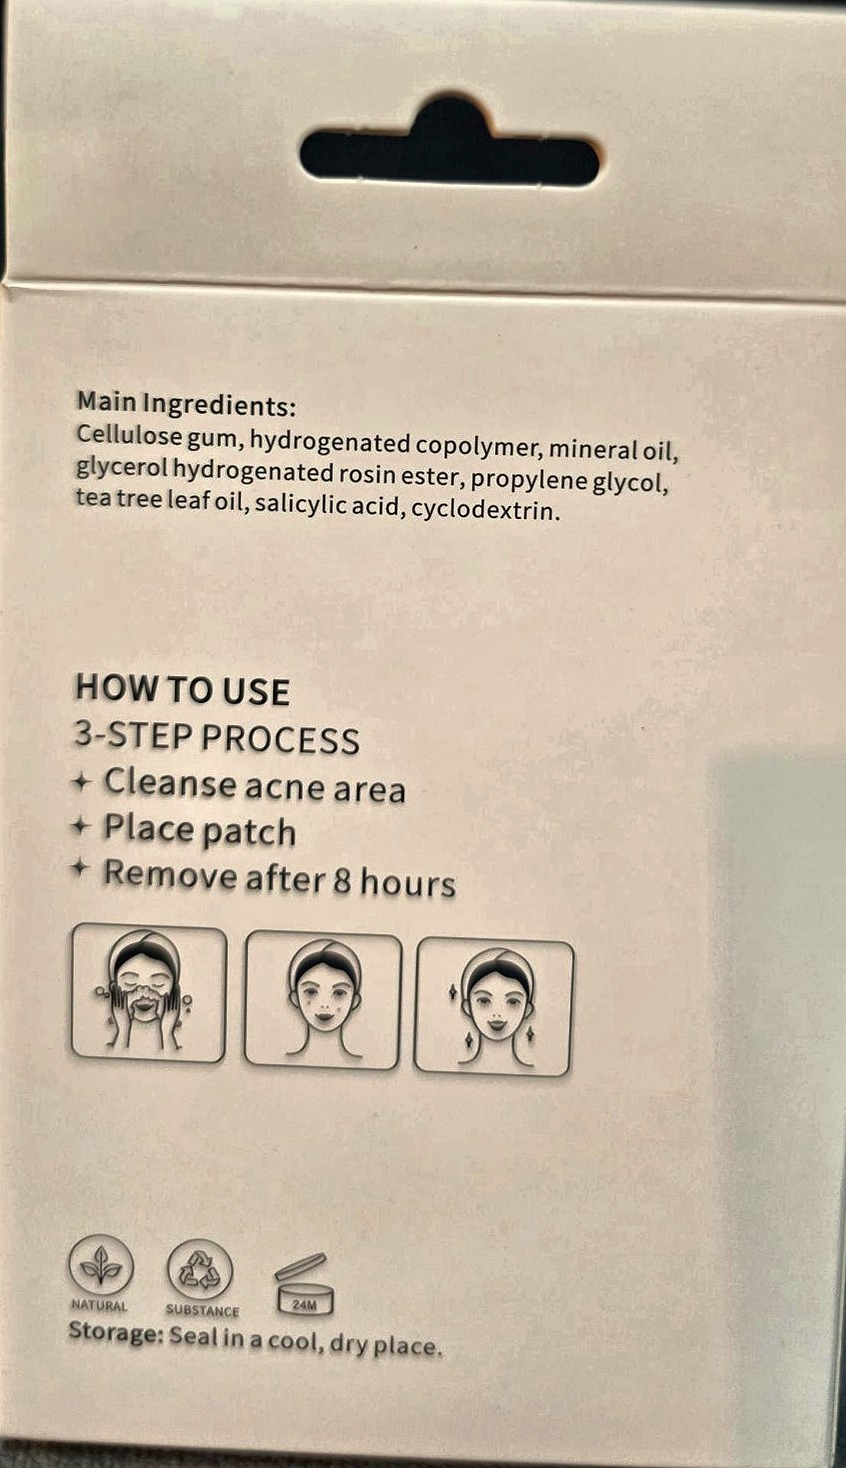 Main Ingredients:
Cellulose gum, hydrogenated copolymer, mineral oil,
glycerol hydrogenated rosin ester, propylene glycol,
tea tree leaf oil, salicylic acid, cyclodextrin.
HOW TO USE
3-STEP PROCESS
✦ Cleanse acne area
✦ Place patch
✦ Remove after 8 hours
NATURAL SUBSTANCE 24M
Storage: Seal in a cool, dry place.